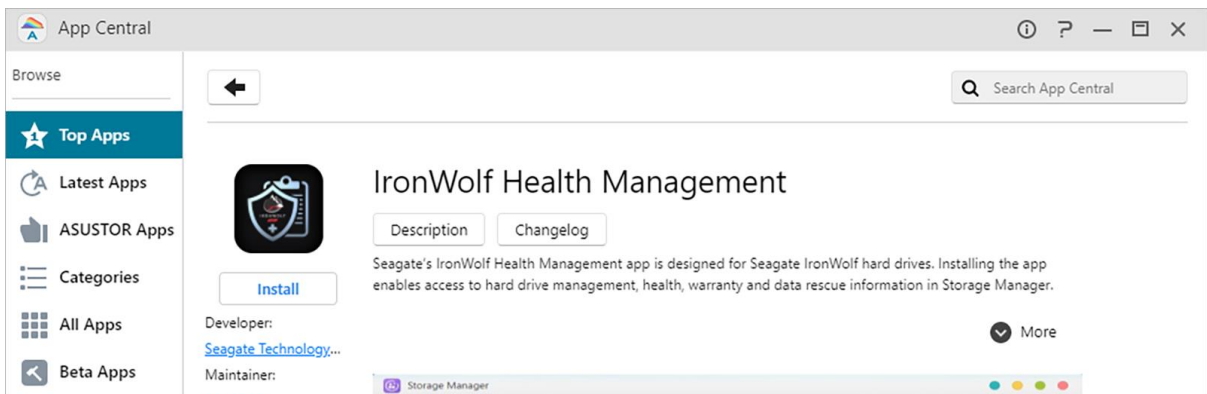 App Central
Browse
Search App Central
Top Apps
Latest Apps
ASUSTOR Apps
Categories
All Apps
Beta Apps
IronWolf Health Management
Description
Changelog
Seagate's IronWolf Health Management app is designed for Seagate IronWolf hard drives. Installing the app
enables access to hard drive management, health, warranty and data rescue information in Storage Manager.
Install
More
Developer:
Seagate Technology...
Maintainer:
Storage Manager